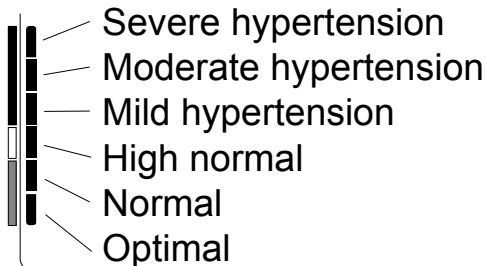 Severe hypertension
Moderate hypertension
Mild hypertension
High normal
Normal
Optimal